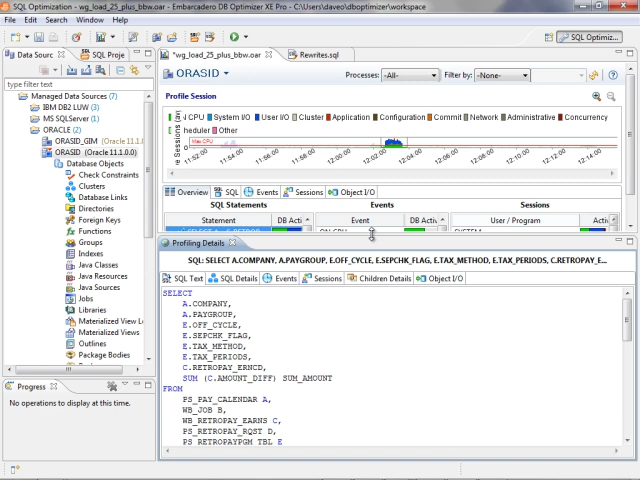 SQL Optimization - wg_load_25_plus_bbw.oar - Embarcadero DB Optimizer XE Pro - C:\Users\daveo\dboptimizer\workspace
File Edit Search Window Help
SQL Optimiz...
Data Sourc
SQL Proje
type filter text
Managed Data Sources (7)
IBM DB2 LUW (3)
MS SQLServer (1)
ORACLE (2)
ORASID_GIM (Oracle 11.1.0.0)
ORASID (Oracle 11.1.0.0)
Database Objects
Check Constraints
Clusters
Database Links
Directories
Foreign Keys
Functions
Groups
Indexes
Java Classes
Java Resources
Java Sources
Jobs
Libraries
Materialized View L
Materialized Views
Outlines
Package Bodies
Progress
No operations to display at this time.
*wg_load_25_plus_bbw.oar
Rewrites.sql
ORASID
Processes: -All-
Filter by: -None-
Profile Session
CPU System I/O User I/O Cluster Application Configuration Commit Network Administrative Concurrency
heduler Other
e Sessions (av
Max CPU
0
11:52:00 11:54:00 11:56:00 11:58:00 12:00:00 12:02:00 12:04:00 12:06:00 12:08:00 12:10:00 12:12:00 12:14:00
Overview SQL Events Sessions Object I/O
SQL Statements Events Sessions
Statement DB Acti Event DB Activ User / Program Activ
Profiling Details
SQL: SELECT A.COMPANY, A.PAYGROUP, E.OFF_CYCLE, E.SEPCHK_FLAG, E.TAX_METHOD, E.TAX_PERIODS, C.RETROPAY_E...
SQL Text SQL Details Events Sessions Children Details Object I/O
SELECT
A.COMPANY,
A.PAYGROUP,
E.OFF_CYCLE,
E.SEPCHK_FLAG,
E.TAX_METHOD,
E.TAX_PERIODS,
C.RETROPAY_ERNCD,
SUM (C.AMOUNT_DIFF) SUM_AMOUNT
FROM
PS_PAY_CALENDAR A,
WB_JOB B,
WB_RETROPAY_EARNS C,
PS_RETROPAY_RQST D,
PS_RETROPAYPGM_TBL E